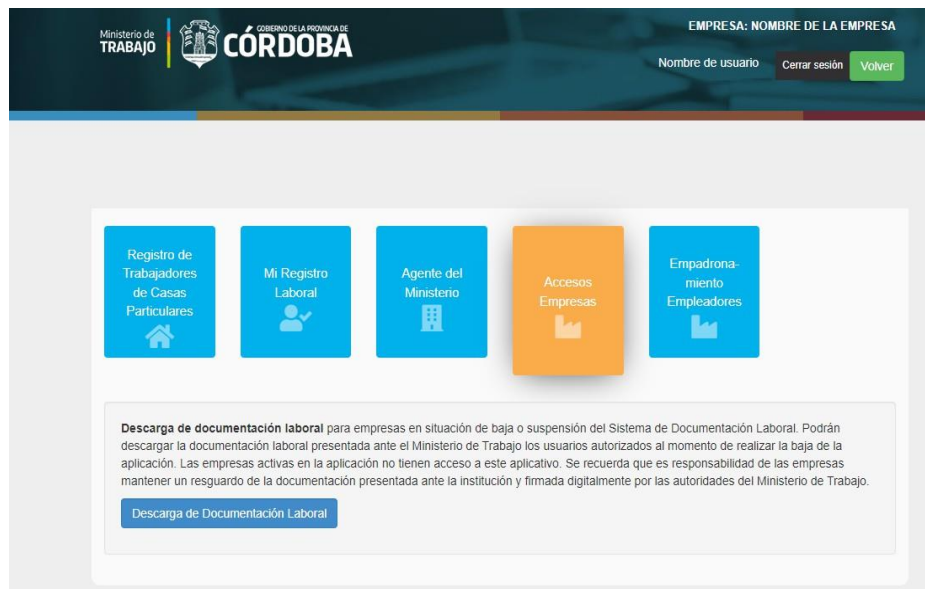 Ministerio de
TRABAJO
GOBIERNO DE LA PROVINCIA DE
CÓRDOBA
EMPRESA: NOMBRE DE LA EMPRESA
Nombre de usuario
Cerrar sesión
Volver
Registro de
Trabajadores
de Casas
Particulares
Mi Registro
Laboral
Agente del
Ministerio
Accesos
Empresas
Empadrona-
miento
Empleadores
Descarga de documentación laboral para empresas en situación de baja o suspensión del Sistema de Documentación Laboral. Podrán
descargar la documentación laboral presentada ante el Ministerio de Trabajo los usuarios autorizados al momento de realizar la baja de la
aplicación. Las empresas activas en la aplicación no tienen acceso a este aplicativo. Se recuerda que es responsabilidad de las empresas
mantener un resguardo de la documentación presentada ante la institución y firmada digitalmente por las autoridades del Ministerio de Trabajo.
Descarga de Documentación Laboral